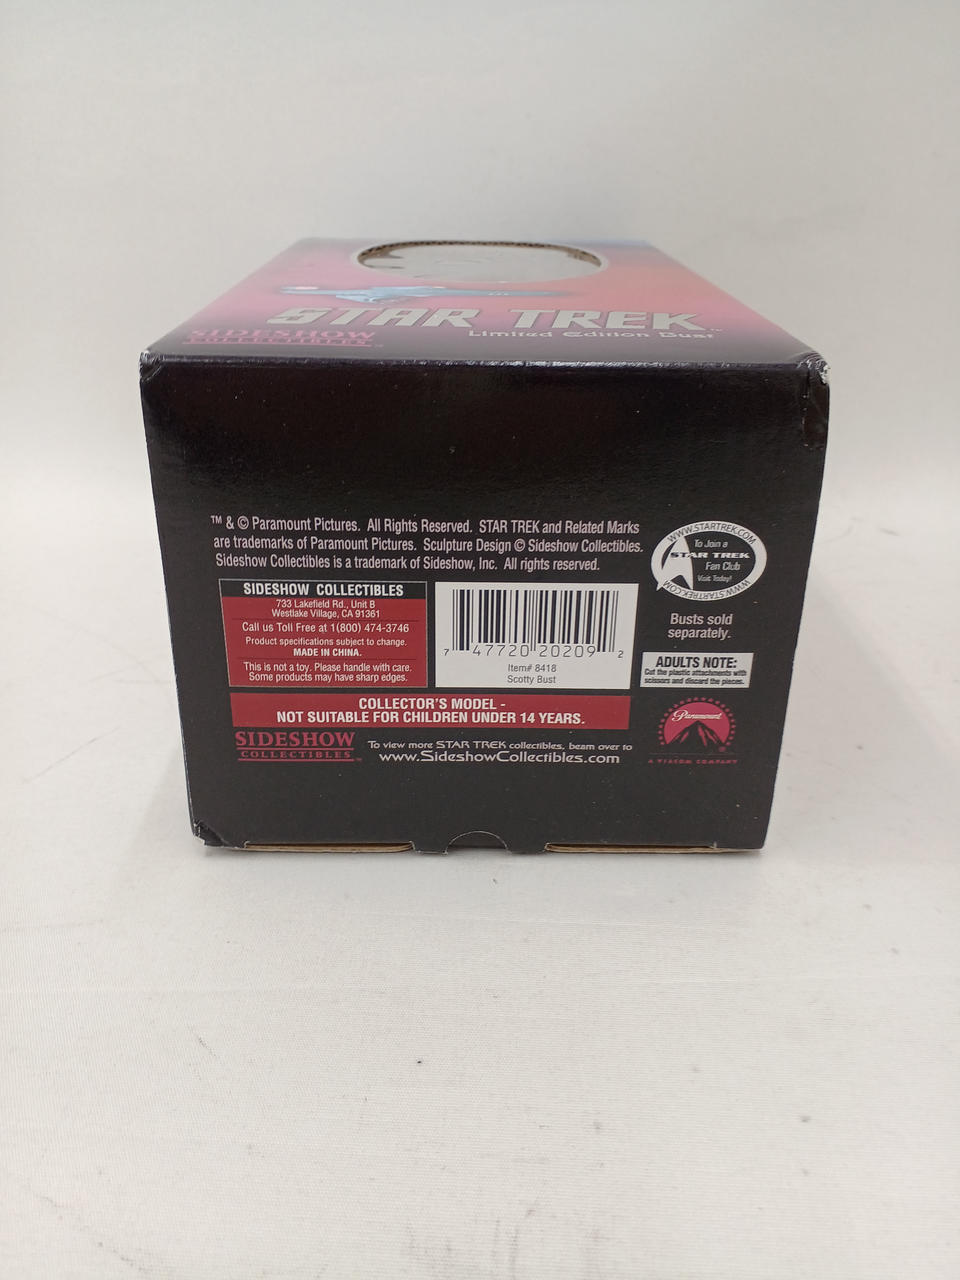 STAR TREK™
SIDESHOW
COLLECTIBLES™
Limited Edition Bust
™ & © Paramount Pictures. All Rights Reserved. STAR TREK and Related Marks
are trademarks of Paramount Pictures. Sculpture Design © Sideshow Collectibles.
Sideshow Collectibles is a trademark of Sideshow, Inc. All rights reserved.
SIDESHOW COLLECTIBLES
733 Lakefield Rd., Unit B
Westlake Village, CA 91361
Call us Toll Free at 1(800) 474-3746
Product specifications subject to change.
MADE IN CHINA.
This is not a toy. Please handle with care.
Some products may have sharp edges.
7 47720 20209 2
Item# 8418
Scotty Bust
WWW.STARTREK.COM
To Join a
STAR TREK
Fan Club
Visit Today!
WWW.STARTREK.COM
Busts sold
separately.
ADULTS NOTE:
Cut the plastic attachments with
scissors and discard the pieces.
COLLECTOR'S MODEL -
NOT SUITABLE FOR CHILDREN UNDER 14 YEARS.
SIDESHOW
COLLECTIBLES™
To view more STAR TREK collectibles, beam over to
www.SideshowCollectibles.com
Paramount
A VIACOM COMPANY